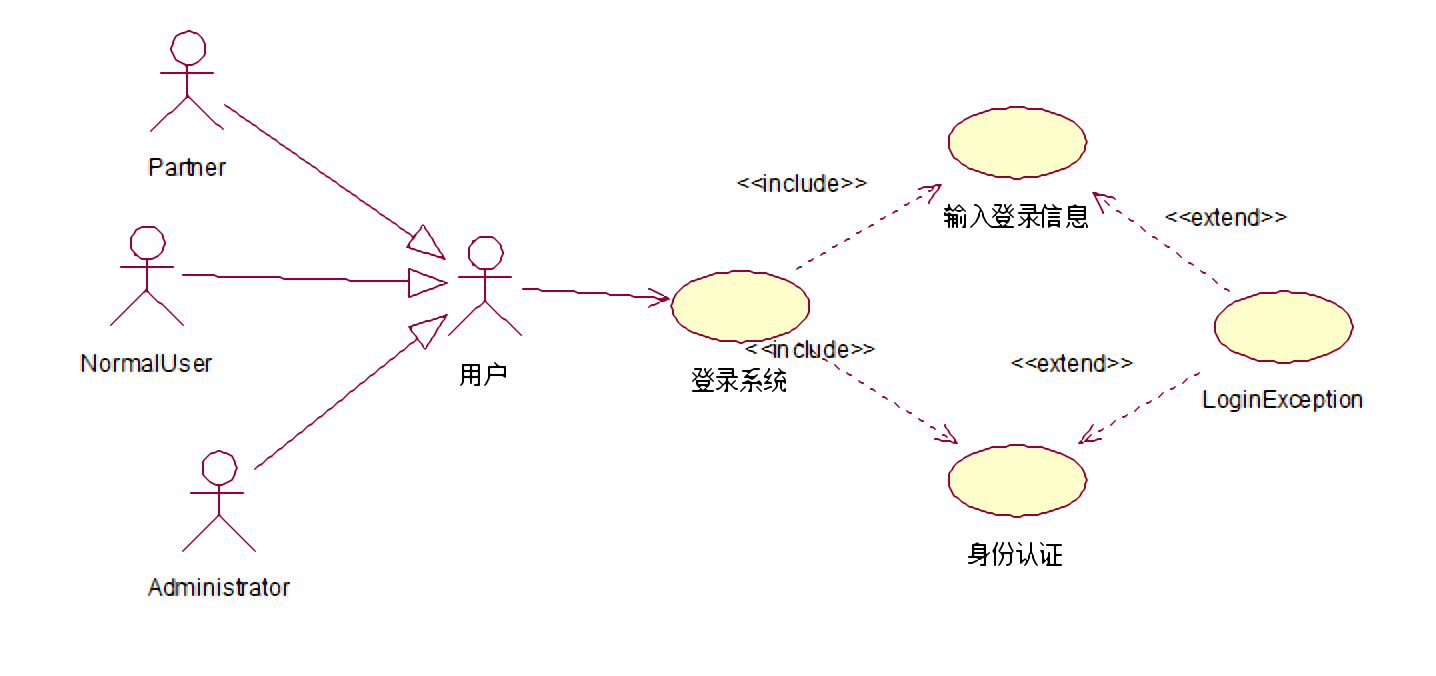 Partner
<<include>>
输入登录信息
<<extend>>
NormalUser
用户
<<include>>
登录系统
<<extend>>
LoginException
身份认证
Administrator